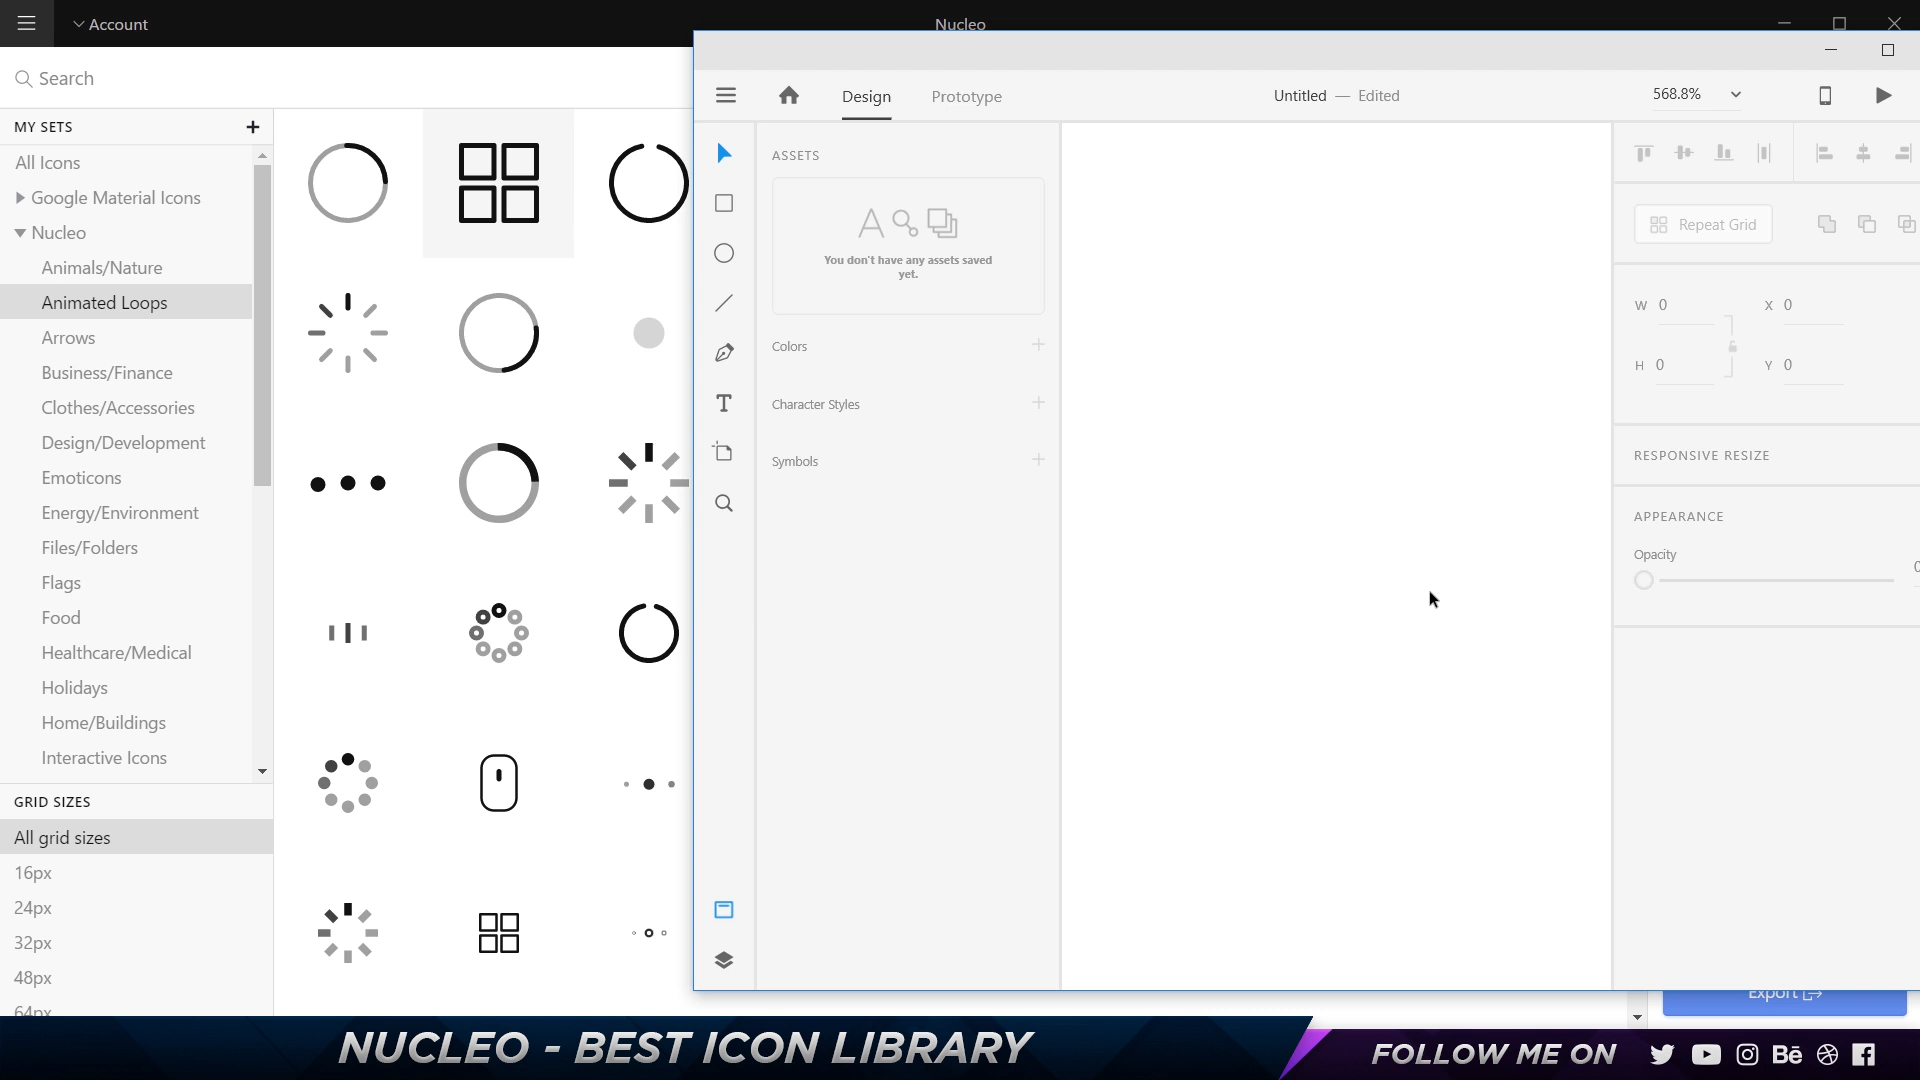 Account
Nucleo
Search
MY SETS
All Icons
Google Material Icons
Nucleo
Animals/Nature
Animated Loops
Arrows
Business/Finance
Clothes/Accessories
Design/Development
Emoticons
Energy/Environment
Files/Folders
Flags
Food
Healthcare/Medical
Holidays
Home/Buildings
Interactive Icons
GRID SIZES
All grid sizes
16px
24px
32px
48px
64px
Design
Prototype
Untitled — Edited
568.8%
ASSETS
You don't have any assets saved
yet.
Colors
Character Styles
Symbols
Repeat Grid
W 0
X 0
H 0
Y 0
RESPONSIVE RESIZE
APPEARANCE
Opacity
0
Export
NUCLEO - BEST ICON LIBRARY
FOLLOW ME ON
Bē